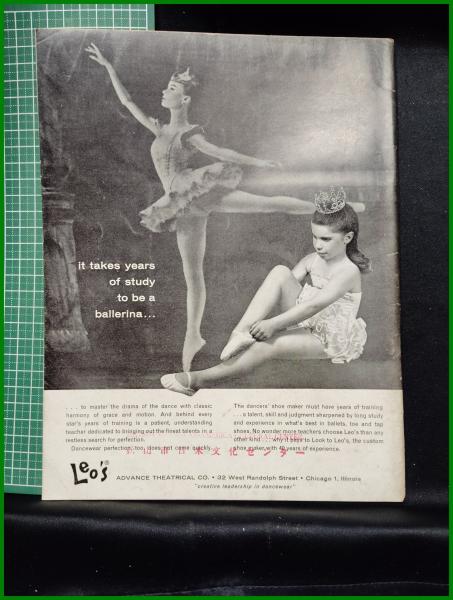 it takes years
of study
to be a
ballerina...
. . . to master the drama of the dance with classic
harmony of grace and motion. And behind every
star's years of training is a patient, understanding
teacher dedicated to bringing out the finest talents in a
restless search for perfection.
Dancewear perfection, too, does not come quickly.
The dancers' shoe maker must have years of training
. . . a talent, skill and judgment sharpened by long study
and experience in what's best in ballets, toe and tap
shoes. No wonder more teachers choose Leo's than any
other kind . . . why it pays to Look to Leo's, the custom
shoe maker with 40 years of experience.
Leo's®
ADVANCE THEATRICAL CO. • 32 West Randolph Street • Chicago 1, Illinois
"creative leadership in dancewear"